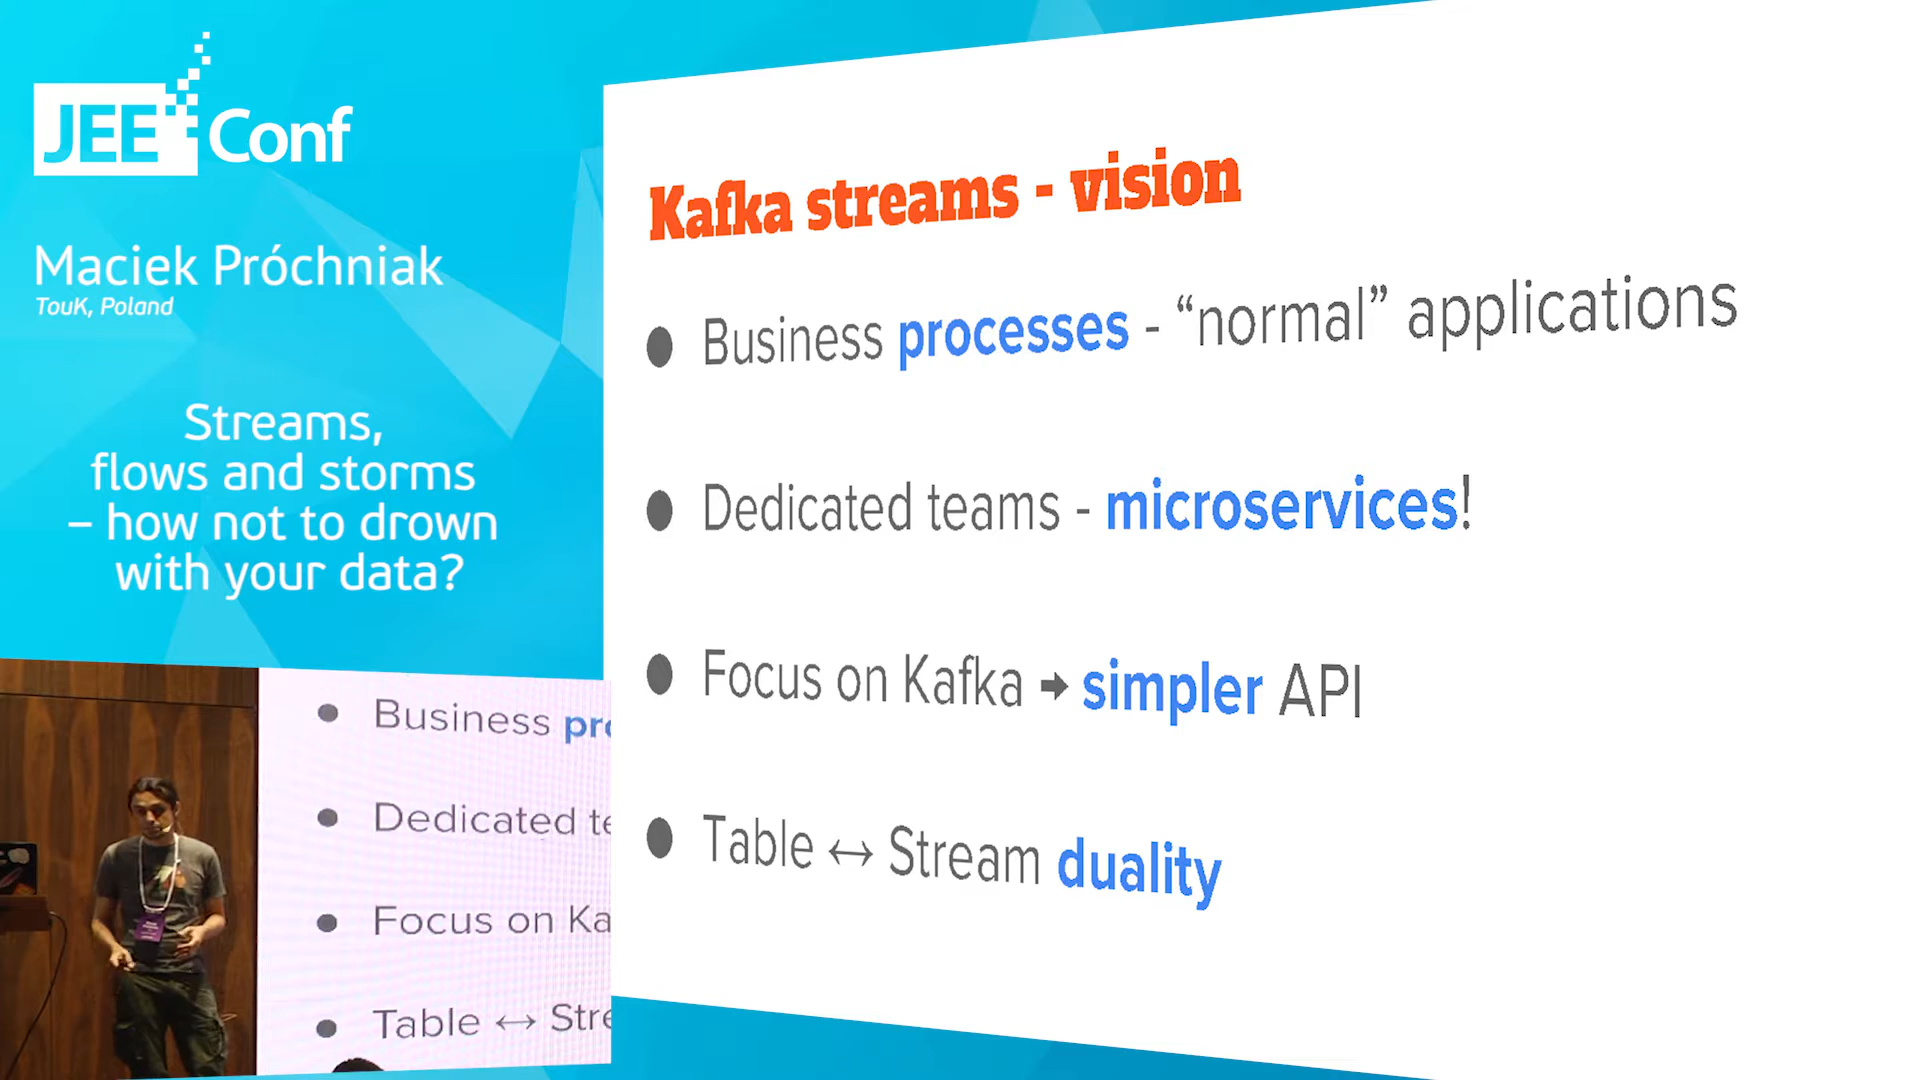 JEE Conf
Maciek Próchniak
TouK, Poland
Streams,
flows and storms
– how not to drown
with your data?
Kafka streams - vision
● Business processes - “normal” applications
● Dedicated teams - microservices!
● Focus on Kafka → simpler API
● Table ↔ Stream duality
● Business pro
● Dedicated te
● Focus on Ka
● Table ↔ Stre